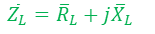 Ż_L = R̄_L + jX̄_L